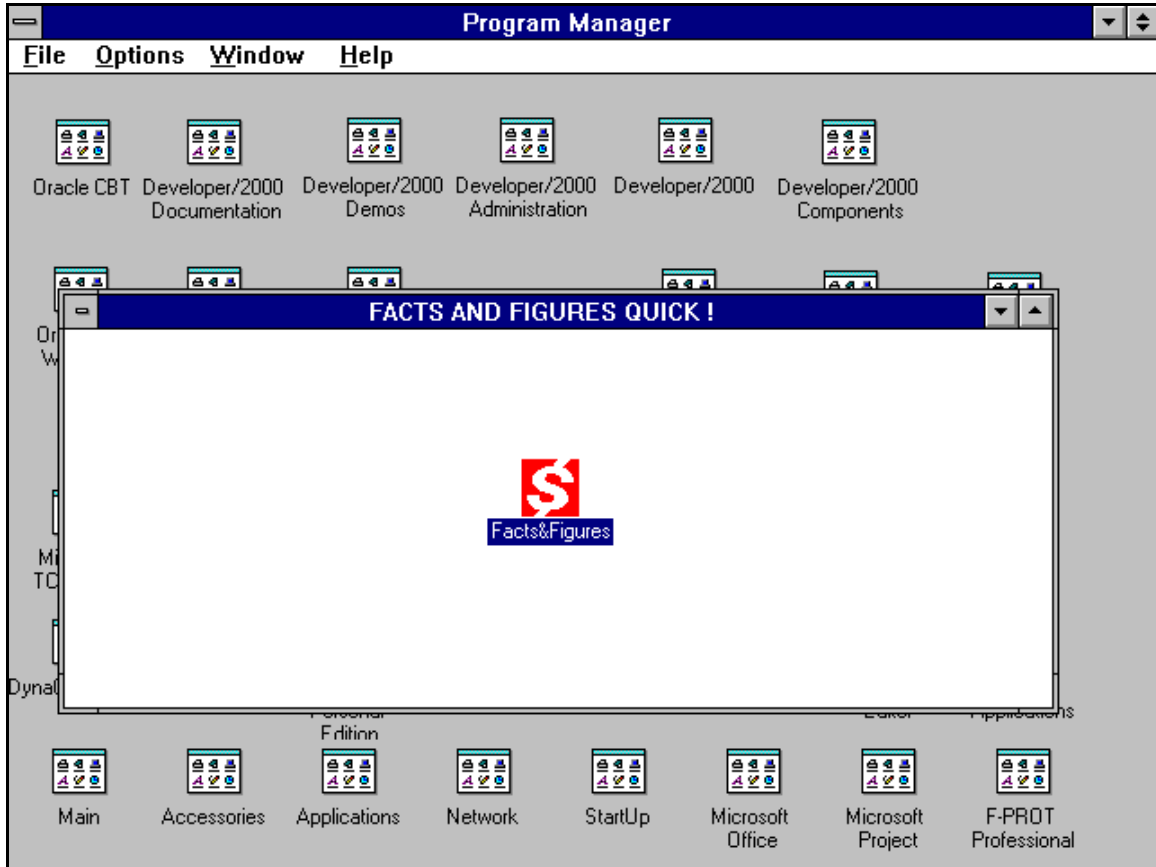 Program Manager
File Options Window Help
Oracle CBT
Developer/2000
Documentation
Developer/2000
Demos
Developer/2000
Administration
Developer/2000
Developer/2000
Components
FACTS AND FIGURES QUICK !
Facts&Figures
Edition
Main
Accessories
Applications
Network
StartUp
Microsoft
Office
Microsoft
Project
F-PROT
Professional